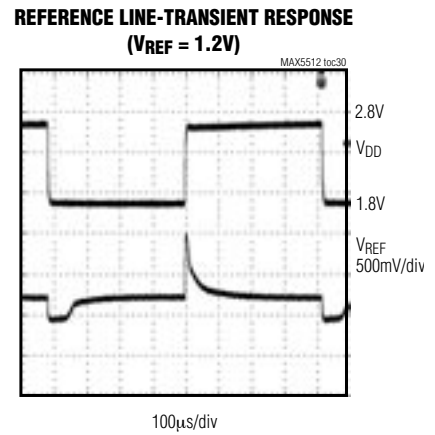 REFERENCE LINE-TRANSIENT RESPONSE
(VREF = 1.2V)
MAX5512 toc30
2.8V
VDD
1.8V
VREF
500mV/div
100µs/div